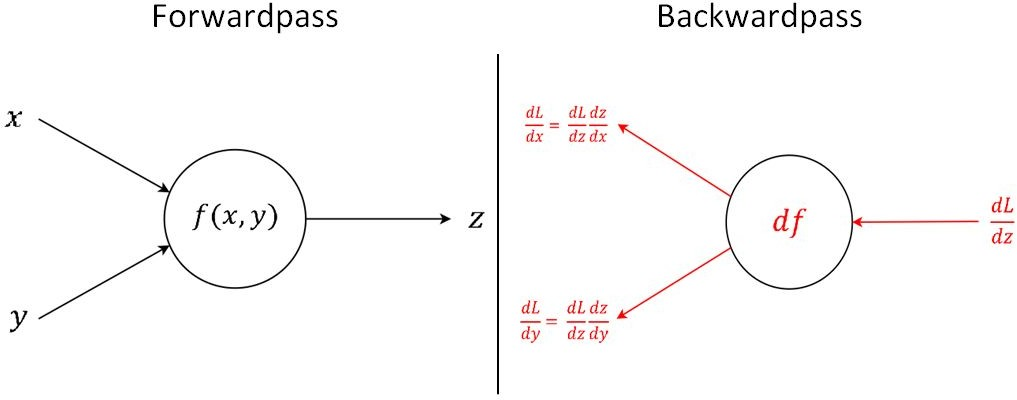 Forwardpass
x
y
f(x, y)
z
Backwardpass
dL/dx = dL/dz dz/dx
df
dL/dz
dL/dy = dL/dz dz/dy